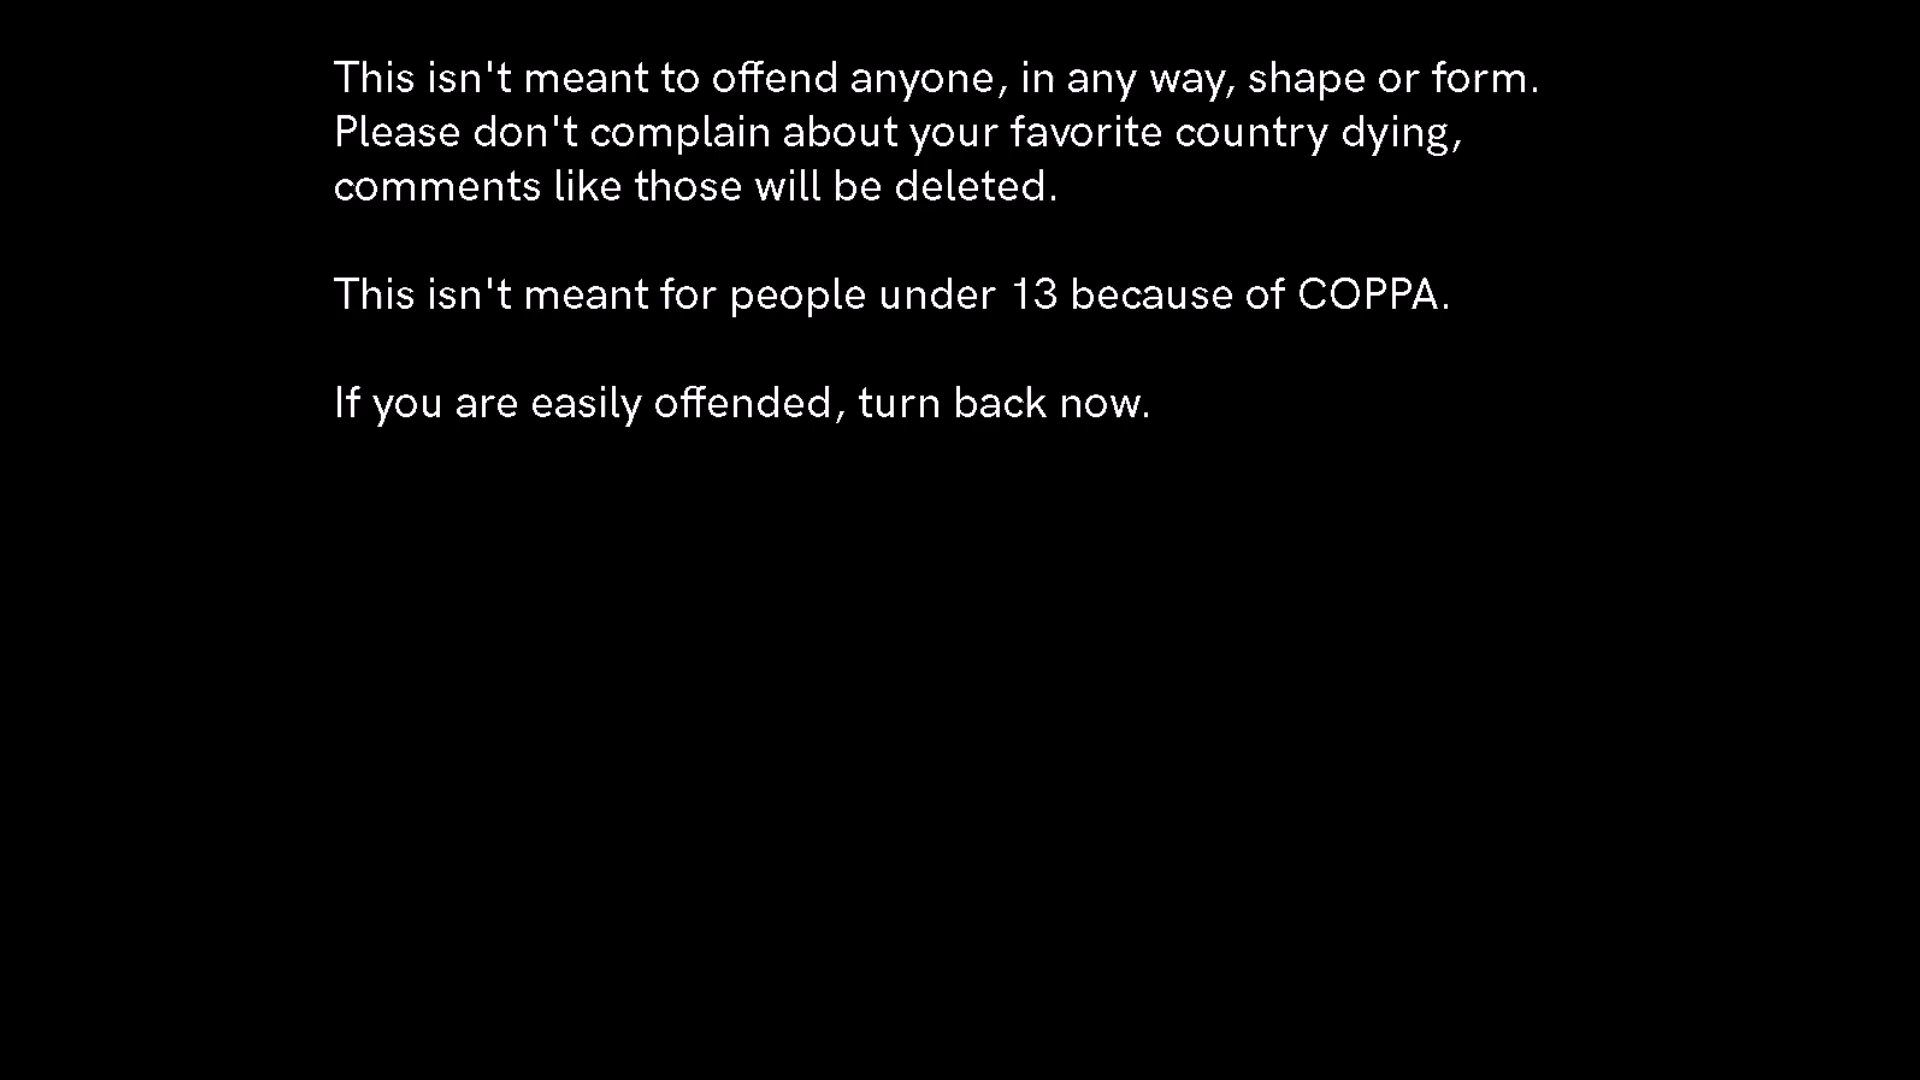 This isn't meant to offend anyone, in any way, shape or form.
Please don't complain about your favorite country dying,
comments like those will be deleted.
This isn't meant for people under 13 because of COPPA.
If you are easily offended, turn back now.